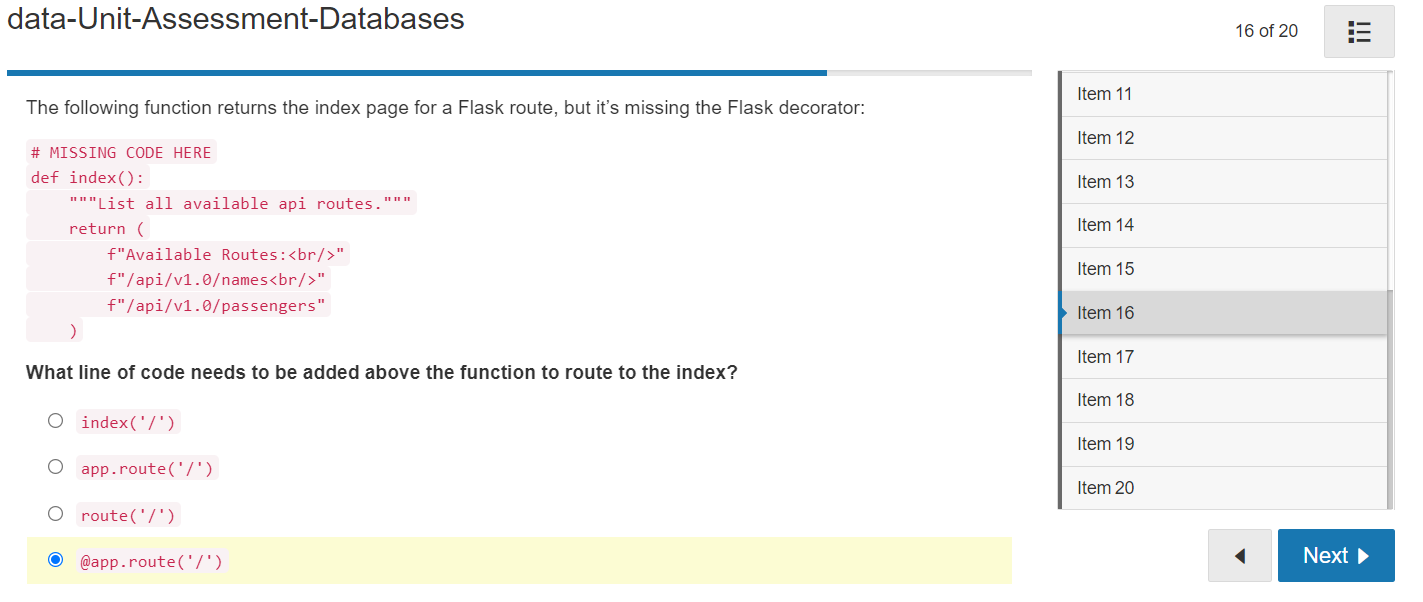 data-Unit-Assessment-Databases
16 of 20
The following function returns the index page for a Flask route, but it’s missing the Flask decorator:
# MISSING CODE HERE
def index():
    """List all available api routes."""
    return (
        f"Available Routes:<br/>"
        f"/api/v1.0/names<br/>"
        f"/api/v1.0/passengers"
    )
What line of code needs to be added above the function to route to the index?
index('/')
app.route('/')
route('/')
@app.route('/')
Item 11
Item 12
Item 13
Item 14
Item 15
Item 16
Item 17
Item 18
Item 19
Item 20
Next